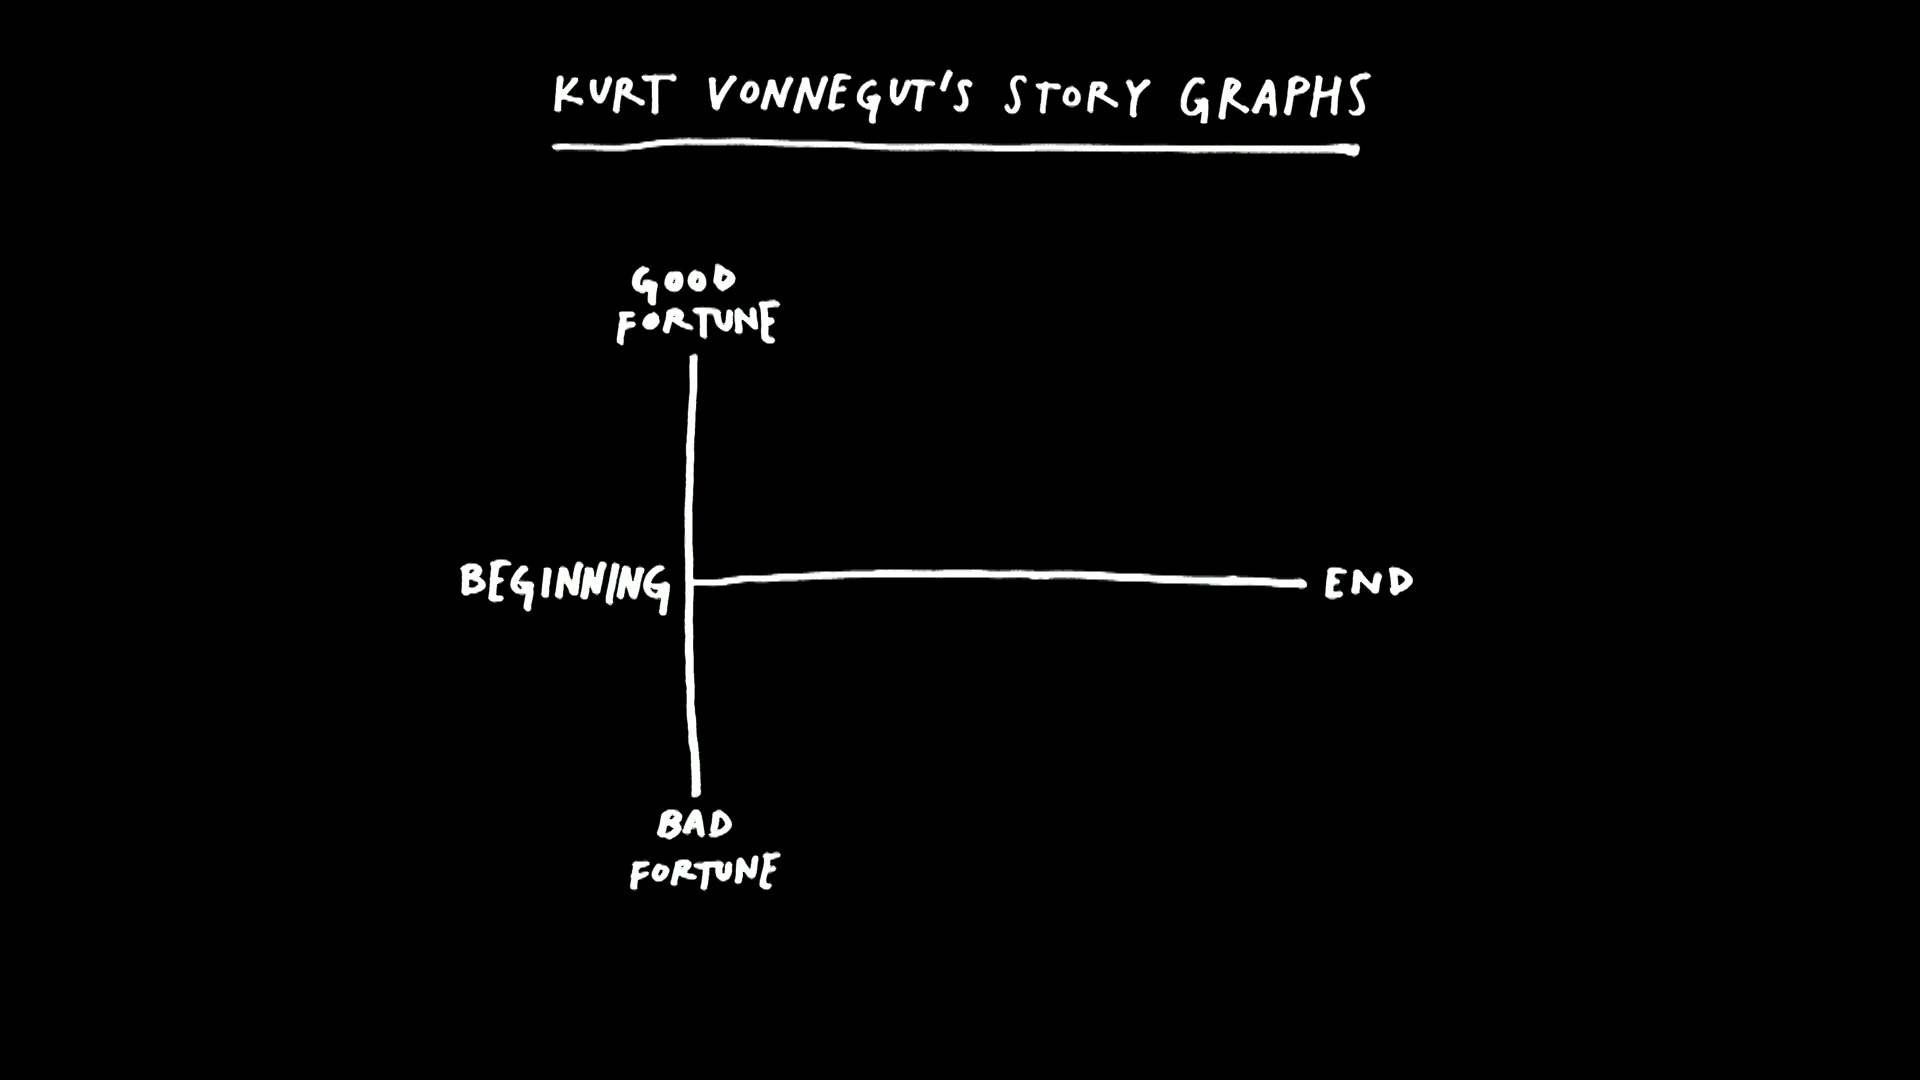 KURT VONNEGUT'S STORY GRAPHS
GOOD
FORTUNE
BEGINNING
END
BAD
FORTUNE